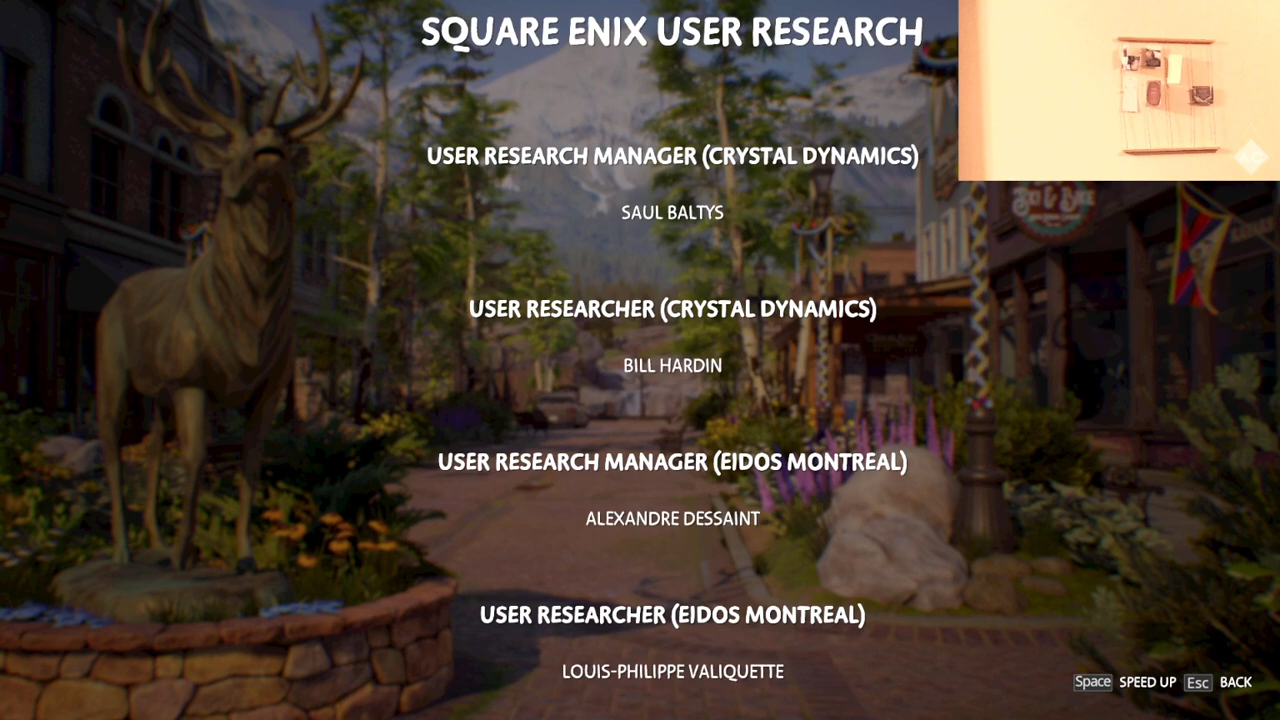 SQUARE ENIX USER RESEARCH
USER RESEARCH MANAGER (CRYSTAL DYNAMICS)
SAUL BALTYS
USER RESEARCHER (CRYSTAL DYNAMICS)
BILL HARDIN
USER RESEARCH MANAGER (EIDOS MONTREAL)
ALEXANDRE DESSAINT
USER RESEARCHER (EIDOS MONTREAL)
LOUIS-PHILIPPE VALIQUETTE
Space SPEED UP Esc BACK